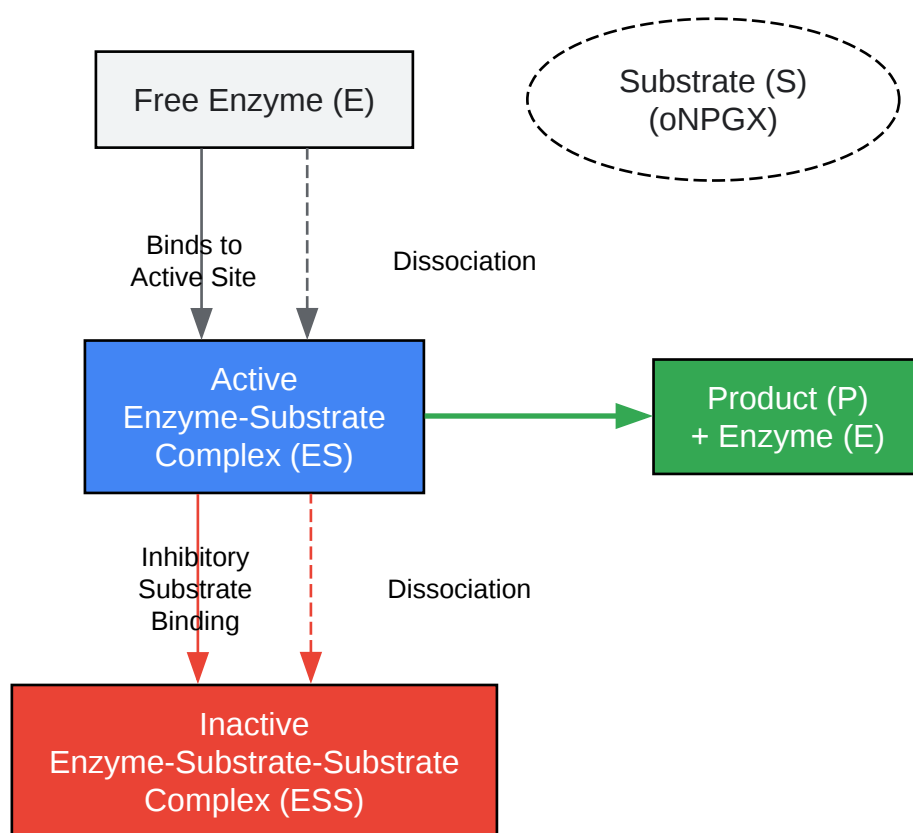 Free Enzyme (E)
Substrate (S)
(oNPGX)
Binds to
Active Site
Dissociation
Active
Enzyme-Substrate
Complex (ES)
Product (P)
+ Enzyme (E)
Inhibitory
Substrate
Binding
Dissociation
Inactive
Enzyme-Substrate-Substrate
Complex (ESS)